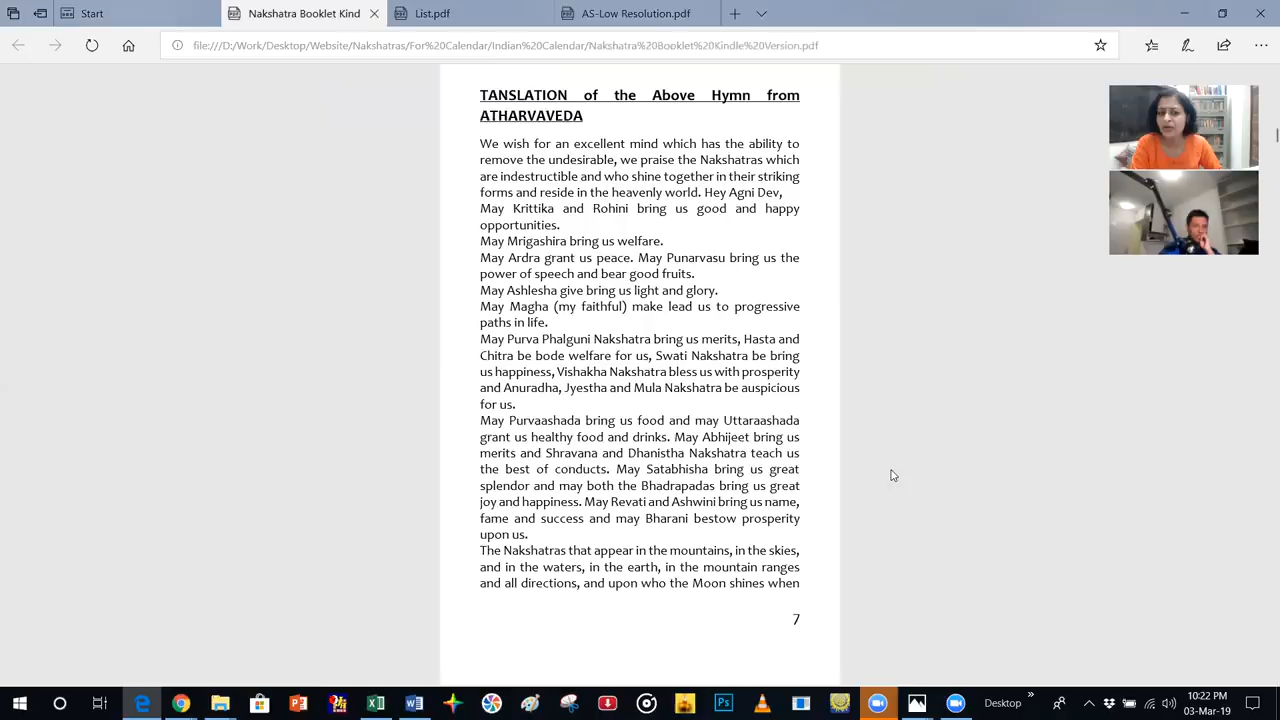 Start
Nakshatra Booklet Kind
List.pdf
AS-Low Resolution.pdf
file:///D:/Work/Desktop/Website/Nakshatras/For%20Calendar/Indian%20Calendar/Nakshatra%20Booklet%20Kindle%20Version.pdf
TANSLATION of the Above Hymn from
ATHARVAVEDA
We wish for an excellent mind which has the ability to
remove the undesirable, we praise the Nakshatras which
are indestructible and who shine together in their striking
forms and reside in the heavenly world. Hey Agni Dev,
May Krittika and Rohini bring us good and happy
opportunities.
May Mrigashira bring us welfare.
May Ardra grant us peace. May Punarvasu bring us the
power of speech and bear good fruits.
May Ashlesha give bring us light and glory.
May Magha (my faithful) make lead us to progressive
paths in life.
May Purva Phalguni Nakshatra bring us merits, Hasta and
Chitra be bode welfare for us, Swati Nakshatra be bring
us happiness, Vishakha Nakshatra bless us with prosperity
and Anuradha, Jyestha and Mula Nakshatra be auspicious
for us.
May Purvaashada bring us food and may Uttaraashada
grant us healthy food and drinks. May Abhijeet bring us
merits and Shravana and Dhanistha Nakshatra teach us
the best of conducts. May Satabhisha bring us great
splendor and may both the Bhadrapadas bring us great
joy and happiness. May Revati and Ashwini bring us name,
fame and success and may Bharani bestow prosperity
upon us.
The Nakshatras that appear in the mountains, in the skies,
and in the waters, in the earth, in the mountain ranges
and all directions, and upon who the Moon shines when
7
Desktop
10:22 PM
03-Mar-19